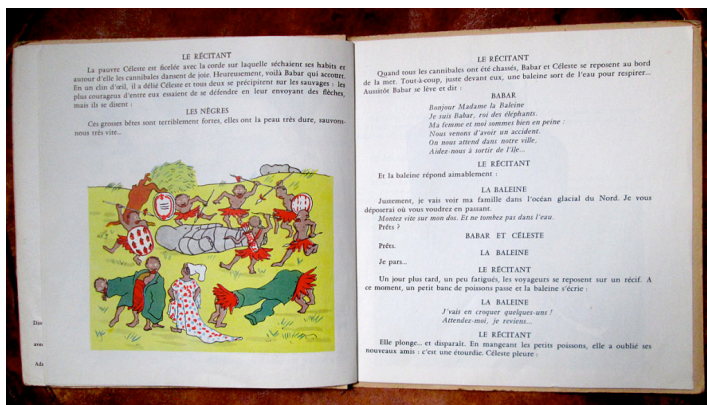 LE RÉCITANT
La pauvre Céleste est ficelée avec la corde sur laquelle séchaient ses habits et
autour d'elle les cannibales dansent de joie. Heureusement, voilà Babar qui accourt.
En un clin d'œil, il a délié Céleste et tous deux se précipitent sur les sauvages : les
plus courageux d'entre eux essaient de se défendre en leur envoyant des flèches,
mais ils se disent :
LES NÈGRES
Ces grosses bêtes sont terriblement fortes, elles ont la peau très dure, sauvons-
nous très vite...
LE RÉCITANT
Quand tous les cannibales ont été chassés, Babar et Céleste se reposent au bord
de la mer. Tout-à-coup, juste devant eux, une baleine sort de l'eau pour respirer...
Aussitôt Babar se lève et dit :
BABAR
Bonjour Madame la Baleine
Je suis Babar, roi des éléphants.
Ma femme et moi sommes bien en peine :
Nous venons d'avoir un accident.
On nous attend dans notre ville,
Aidez-nous à sortir de l'île...
LE RÉCITANT
Et la baleine répond aimablement :
LA BALEINE
Justement, je vais voir ma famille dans l'océan glacial du Nord. Je vous
déposerai où vous voudrez en passant.
Montez vite sur mon dos. Et ne tombez pas dans l'eau.
Prêts ?
BABAR ET CÉLESTE
Prêts.
LA BALEINE
Je pars...
LE RÉCITANT
Un jour plus tard, un peu fatigués, les voyageurs se reposent sur un récif. A
ce moment, un petit banc de poissons passe et la baleine s'écrie :
LA BALEINE
J'vais en croquer quelques-uns !
Attendez-moi, je reviens...
LE RÉCITANT
Elle plonge... et disparaît. En mangeant les petits poissons, elle a oublié ses
nouveaux amis : c'est une étourdie. Céleste pleure :